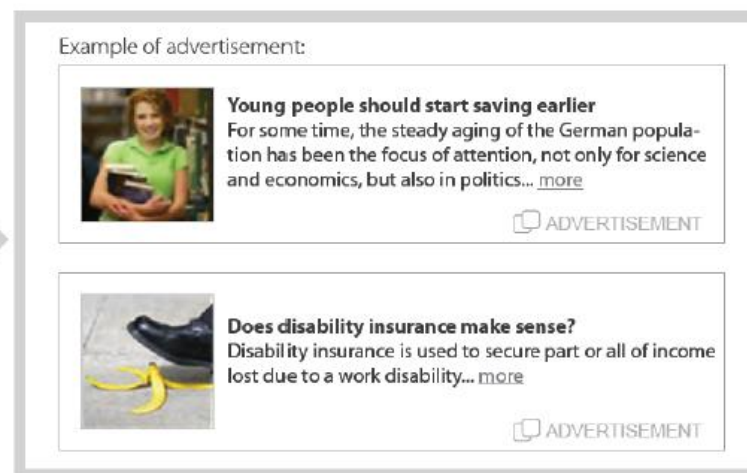 Example of advertisement:
Young people should start saving earlier
For some time, the steady aging of the German popula-
tion has been the focus of attention, not only for science
and economics, but also in politics... more
ADVERTISEMENT
Does disability insurance make sense?
Disability insurance is used to secure part or all of income
lost due to a work disability... more
ADVERTISEMENT